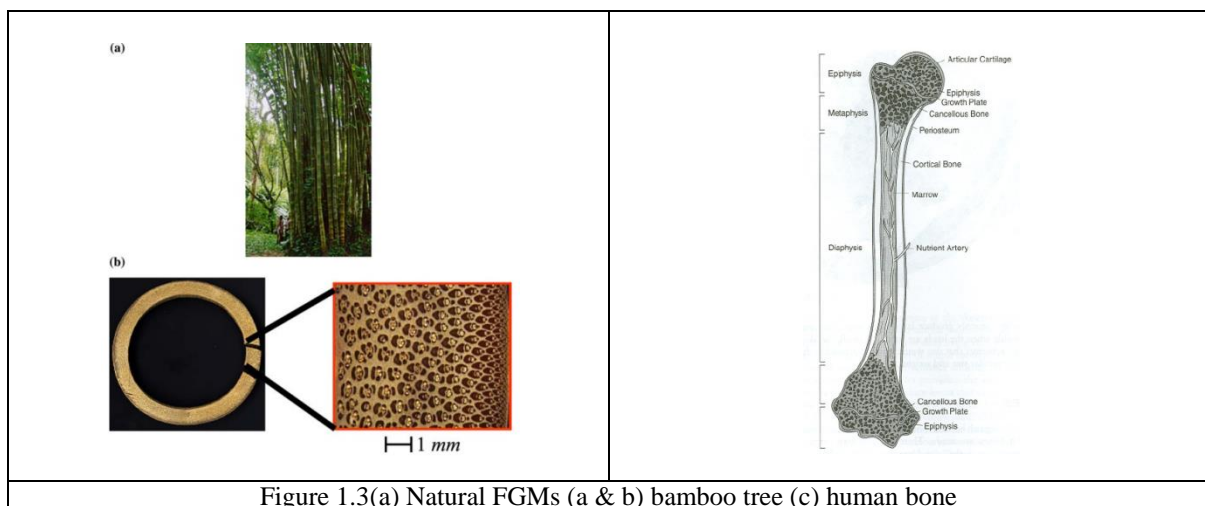 (a)
(b)
1 mm
Articular Cartilage
Epiphysis
Epiphysis
Growth Plate
Metaphysis
Cancellous Bone
Periosteum
Cortical Bone
Marrow
Diaphysis
Nutrient Artery
Cancellous Bone
Growth Plate
Epiphysis
Figure 1.3(a) Natural FGMs (a & b) bamboo tree (c) human bone